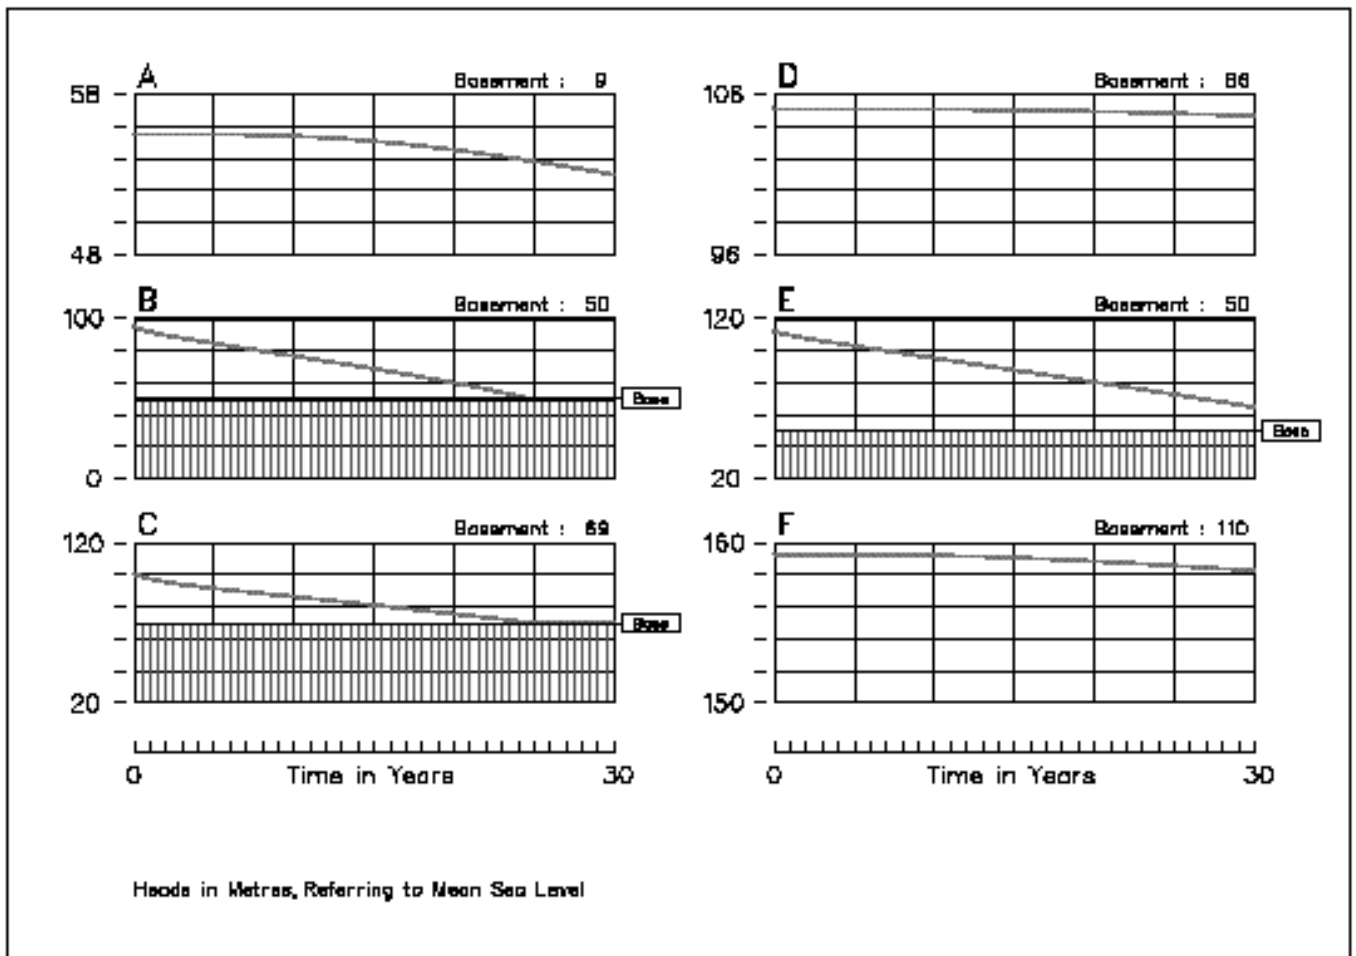 A
Basement : 9
58
48
B
Basement : 50
100
Base
0
C
Basement : 69
120
Base
20
0
Time in Years
30
D
Basement : 86
106
96
E
Basement : 50
120
Base
20
F
Basement : 110
160
150
0
Time in Years
30
Heads in Metres, Referring to Mean Sea Level